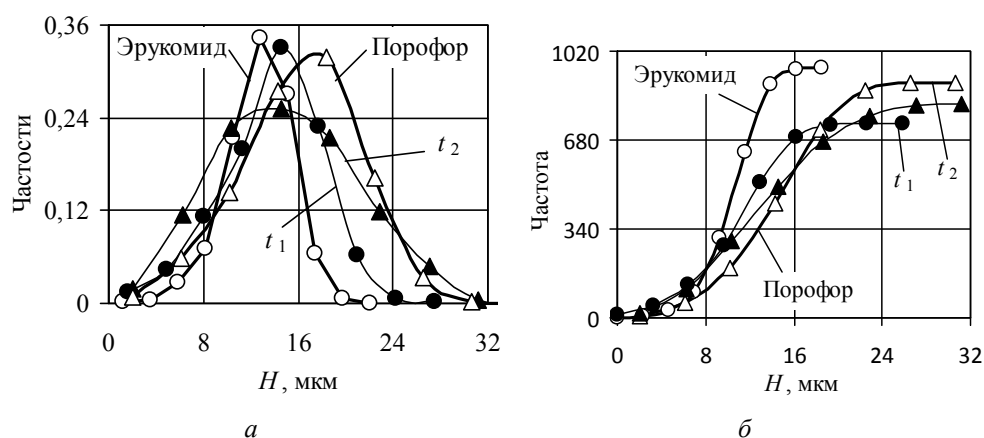 Частости
0,36
0,24
0,12
0
Эрукомид
Порофор
t 2
t 1
0 8 16 24 32
H , мкм
а
Частота
1020
680
340
0
Эрукомид
t 1
t 2
Порофор
0 8 16 24 32
H , мкм
б